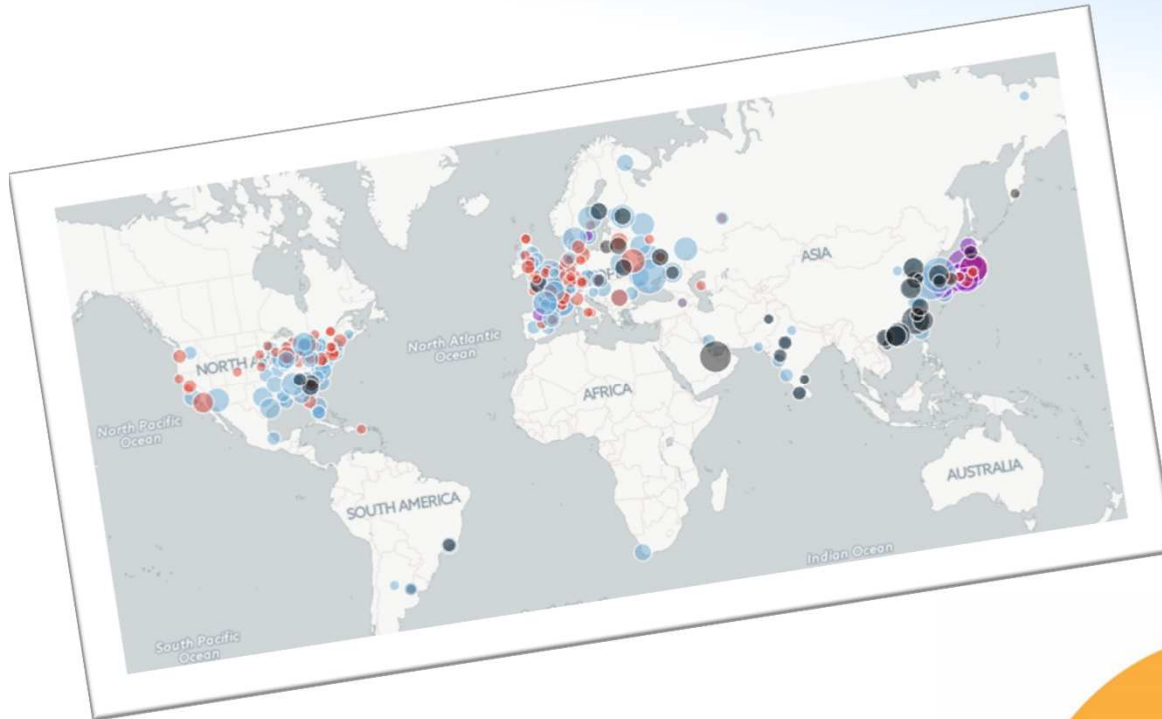 ASIA
NORTH A
North Atlantic
Ocean
AFRICA
North Pacific
Ocean
SOUTH AMERICA
AUSTRALIA
Indian Ocean
South Pacific
Ocean